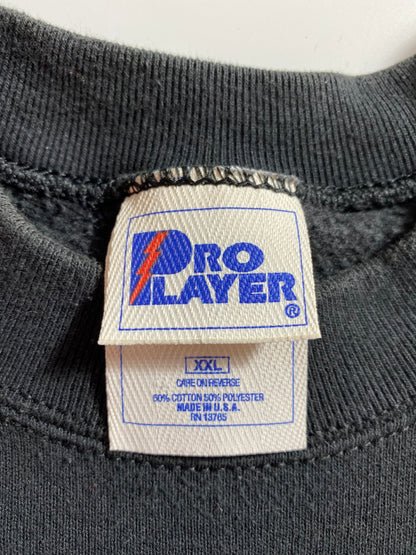 PRO
PLAYER
®
XXL
CARE ON REVERSE
50% COTTON 50% POLYESTER
MADE IN U.S.A.
RN 13765